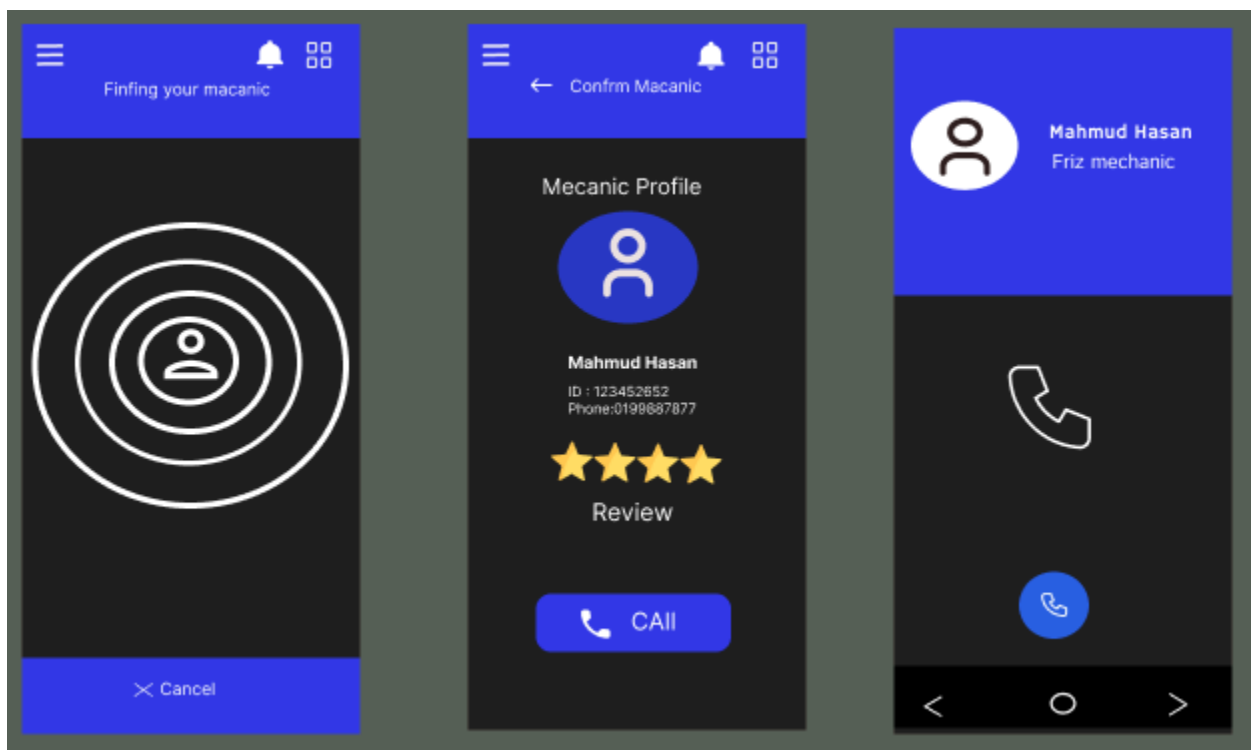 Finfing your macanic
Cancel
Confrm Macanic
Mecanic Profile
Mahmud Hasan
ID : 123452652
Phone:0199687877
Review
CAll
Mahmud Hasan
Friz mechanic